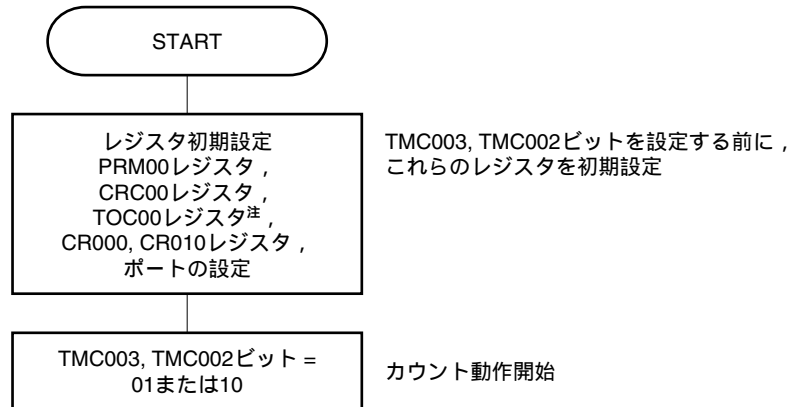 START
レジスタ初期設定
PRM00レジスタ,
CRC00レジスタ,
TOC00レジスタ注,
CR000, CR010レジスタ,
ポートの設定
TMC003, TMC002ビットを設定する前に,
これらのレジスタを初期設定
TMC003, TMC002ビット =
01または10
カウント動作開始